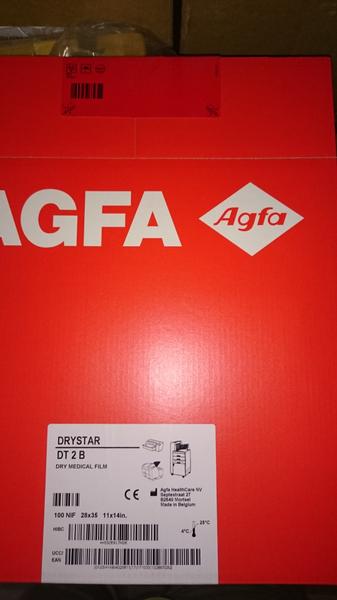 AGFA
Agfa
DRYSTAR
DT 2 B
DRY MEDICAL FILM
CE
Agfa HealthCare NV
Septestraat 27
B2640 Mortsel
Made in Belgium
100 NIF 28x35 11x14in.
HIBC
4°C
25°C
UCC/
EAN